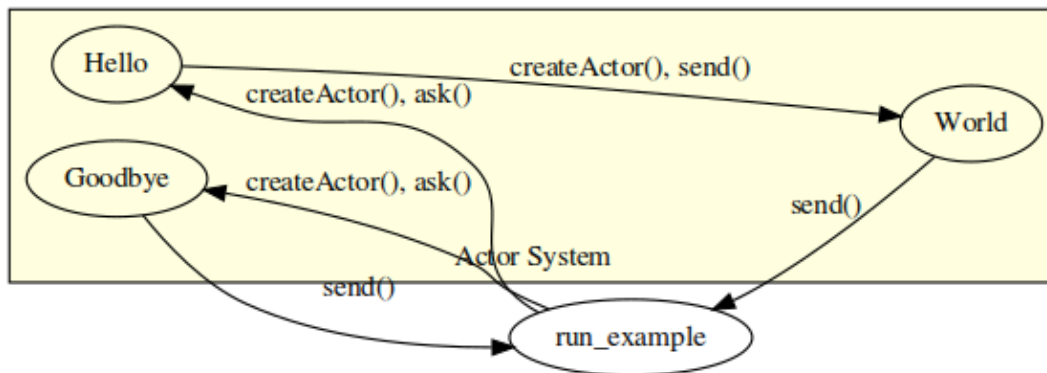 Hello
createActor(), send()
createActor(), ask()
World
Goodbye
createActor(), ask()
send()
Actor System
send()
run_example